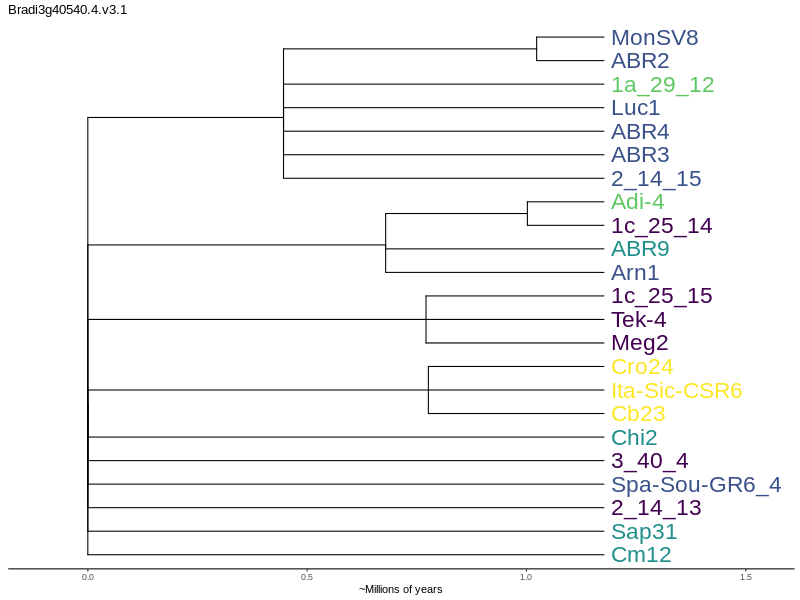 Bradi3g40540.4.v3.1
MonSV8
ABR2
1a_29_12
Luc1
ABR4
ABR3
2_14_15
Adi-4
1c_25_14
ABR9
Arn1
1c_25_15
Tek-4
Meg2
Cro24
Ita-Sic-CSR6
Cb23
Chi2
3_40_4
Spa-Sou-GR6_4
2_14_13
Sap31
Cm12
0.0 0.5 1.0 1.5
~Millions of years